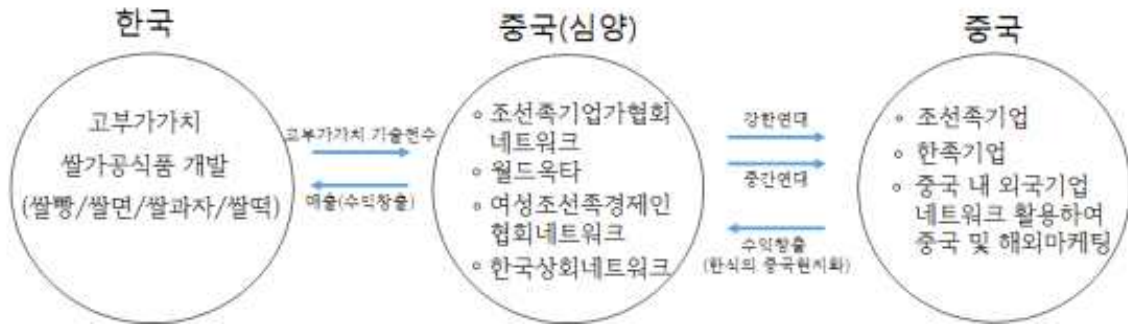 한국
고부가가치
쌀가공식품 개발
(쌀빵/쌀면/쌀과자/쌀떡)
고부가가치 기술전수
매출(수익창출)
중국(심양)
◦ 조선족기업가협회
네트워크
◦ 월드옥타
◦ 여성조선족경제인
협회네트워크
◦ 한국상회네트워크
강한연대
중간연대
수익창출
(한식의 중국현지화)
중국
◦ 조선족기업
◦ 한족기업
◦ 중국 내 외국기업
네트워크 활용하여
중국 및 해외마케팅